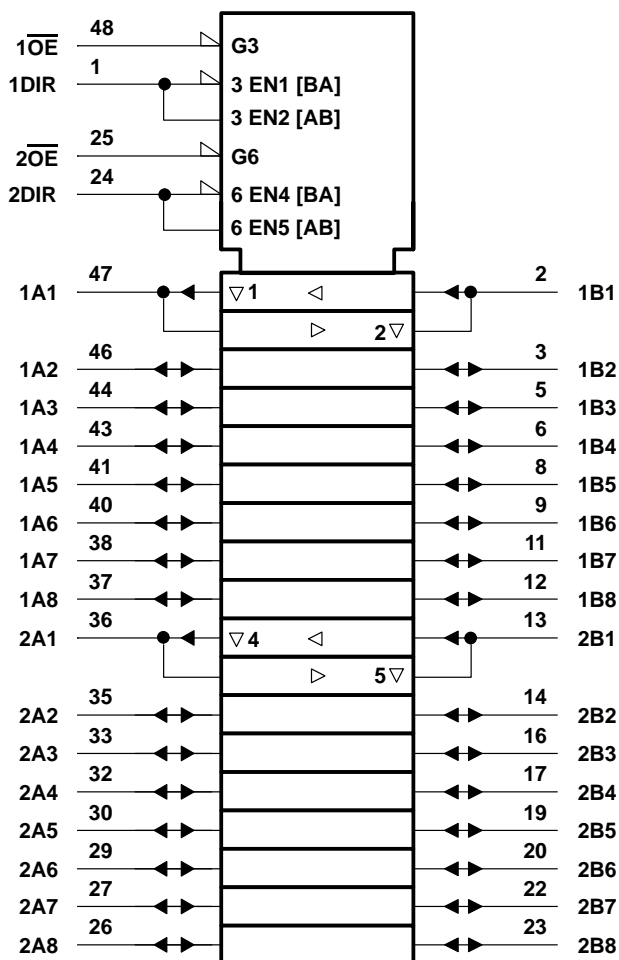 48
1O̅E̅ G3
1
1DIR 3 EN1 [BA]
3 EN2 [AB]
25
2O̅E̅ G6
24
2DIR 6 EN4 [BA]
6 EN5 [AB]
47 2
1A1 ▽1 ◁ 1B1
▷ 2▽
46 3
1A2 1B2
44 5
1A3 1B3
43 6
1A4 1B4
41 8
1A5 1B5
40 9
1A6 1B6
38 11
1A7 1B7
37 12
1A8 1B8
36 13
2A1 ▽4 ◁ 2B1
▷ 5▽
35 14
2A2 2B2
33 16
2A3 2B3
32 17
2A4 2B4
30 19
2A5 2B5
29 20
2A6 2B6
27 22
2A7 2B7
26 23
2A8 2B8